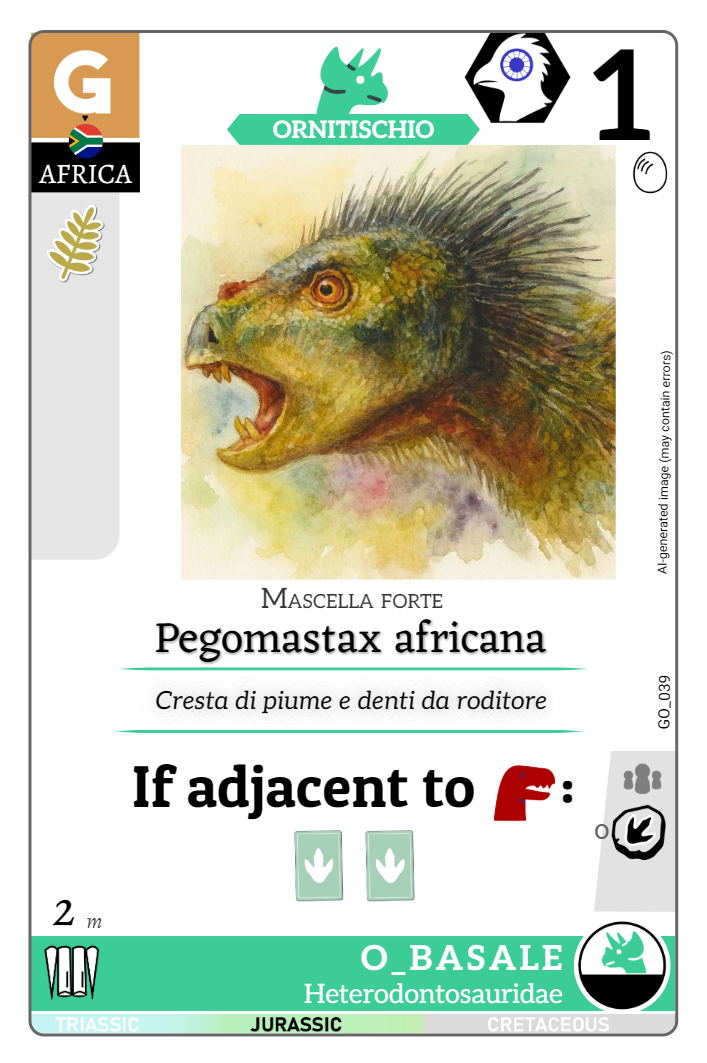 G
AFRICA
ORNITISCHIO
1
AI-generated image (may contain errors)
Mascella forte
Pegomastax africana
Cresta di piume e denti da roditore
GO_039
If adjacent to :
O
2 m
O_BASALE
Heterodontosauridae
TRIASSIC JURASSIC CRETACEOUS